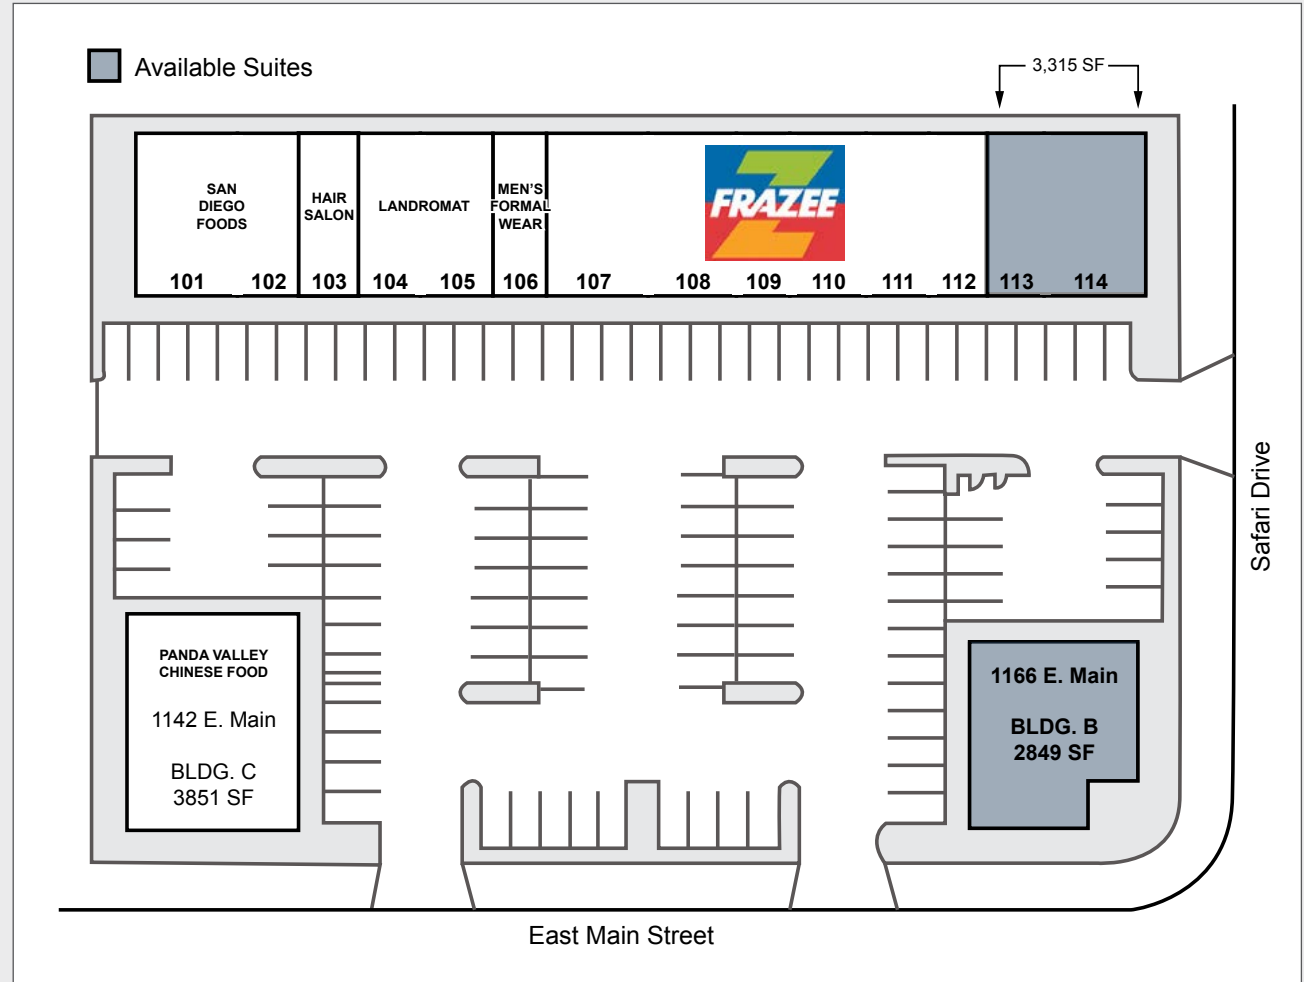 Available Suites
3,315 SF
SAN
DIEGO
FOODS
HAIR
SALON
LANDROMAT
MEN'S
FORMAL
WEAR
FRAZEE
101
102
103
104
105
106
107
108
109
110
111
112
113
114
Safari Drive
PANDA VALLEY
CHINESE FOOD
1142 E. Main
BLDG. C
3851 SF
1166 E. Main
BLDG. B
2849 SF
East Main Street